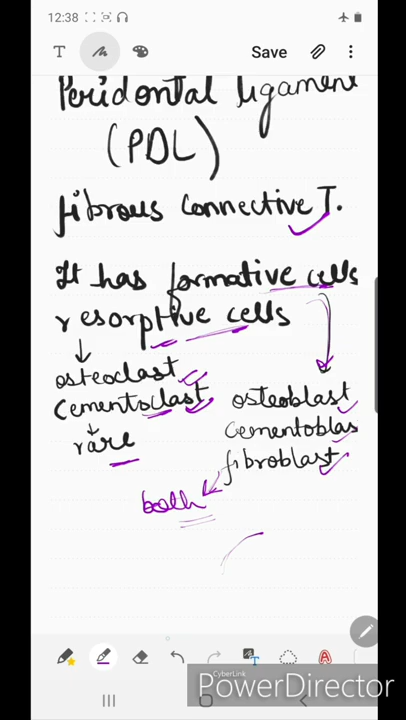 12:38
T
Save
Peridontal ligament
(PDL)
fibrous connective T.
It has formative cells
resorptive cells
osteoclast
cementoclast
rare
osteoblast
cementoblas
fibroblast
both
T
A
CyberLink
PowerDirector